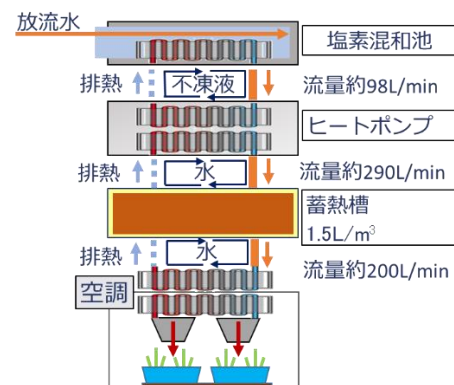 放流水
塩素混和池
排熱
不凍液
流量約98L/min
ヒートポンプ
排熱
水
流量約290L/min
蓄熱槽
1.5L/㎥
排熱
水
流量約200L/min
空調